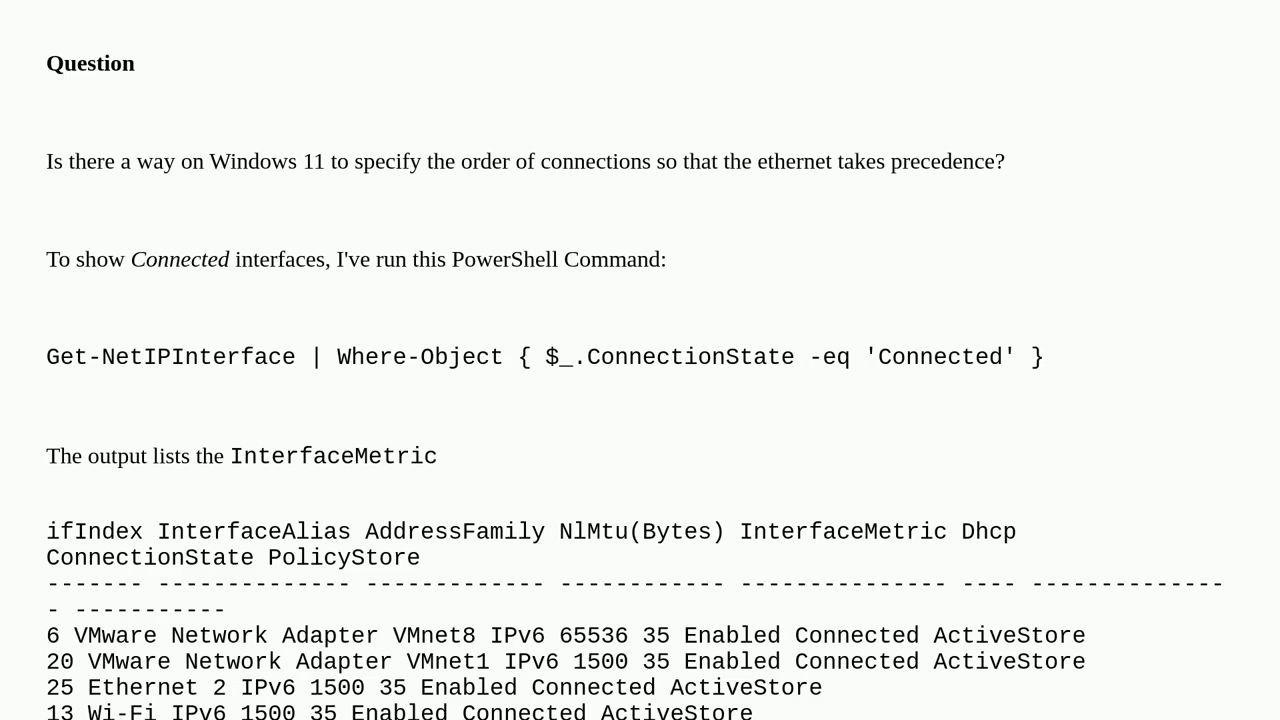 Question
Is there a way on Windows 11 to specify the order of connections so that the ethernet takes precedence?
To show Connected interfaces, I've run this PowerShell Command:
Get-NetIPInterface | Where-Object { $_.ConnectionState -eq 'Connected' }
The output lists the InterfaceMetric
ifIndex InterfaceAlias AddressFamily NlMtu(Bytes) InterfaceMetric Dhcp
ConnectionState PolicyStore
------- -------------- ------------- ------------ --------------- ---- --------------
- -----------
6 VMware Network Adapter VMnet8 IPv6 65536 35 Enabled Connected ActiveStore
20 VMware Network Adapter VMnet1 IPv6 1500 35 Enabled Connected ActiveStore
25 Ethernet 2 IPv6 1500 35 Enabled Connected ActiveStore
13 Wi-Fi IPv6 1500 35 Enabled Connected ActiveStore